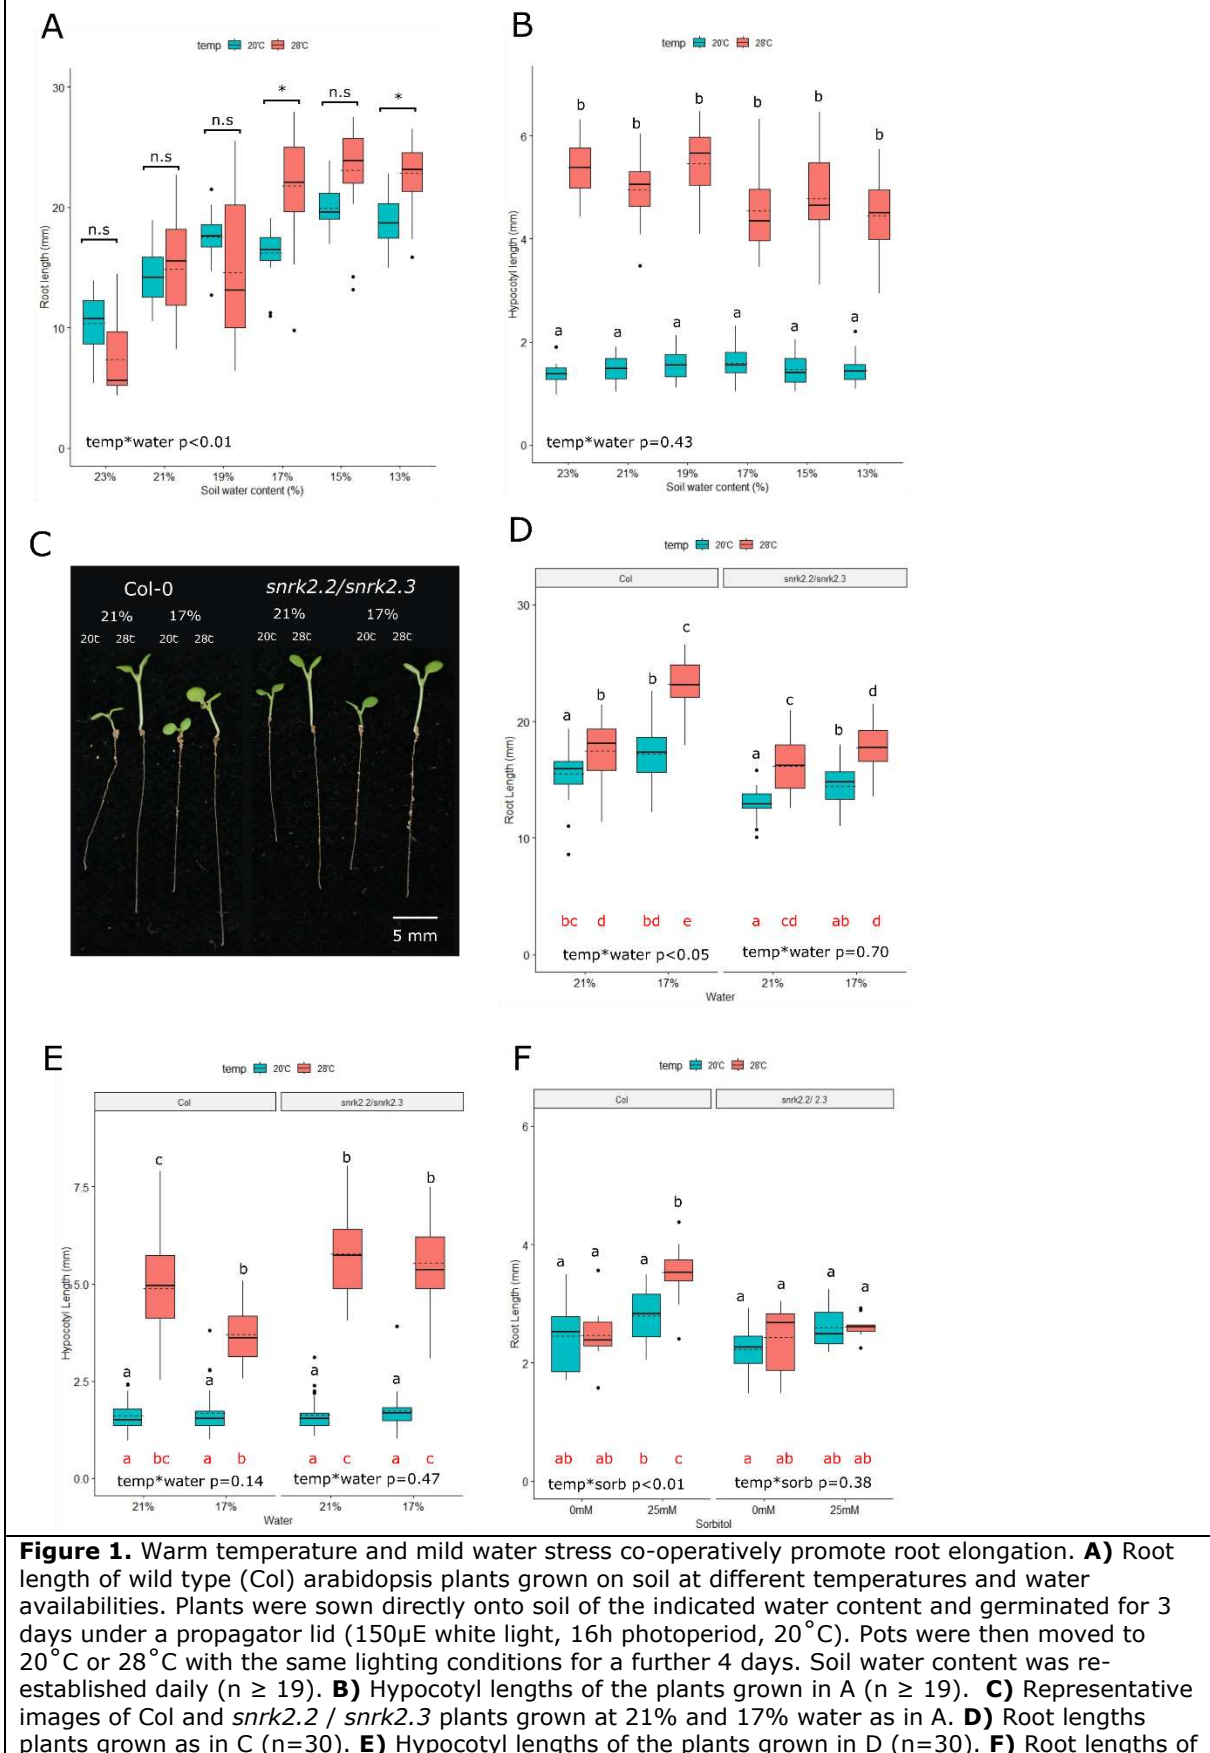 A
temp 20°C 28°C
30
20
10
0
Root length (mm)
n.s
n.s
n.s
*
n.s
*
temp*water p<0.01
23% 21% 19% 17% 15% 13%
Soil water content (%)
B
temp 20°C 28°C
6
4
2
0
Hypocotyl length (mm)
b b b b b b
a a a a a a
temp*water p=0.43
23% 21% 19% 17% 15% 13%
Soil water content (%)
C
Col-0 snrk2.2/snrk2.3
21% 17% 21% 17%
20c 28c 20c 28c 20c 28c 20c 28c
5 mm
D
temp 20°C 28°C
Col snrk2.2/snrk2.3
30
20
10
0
Root Length (mm)
a b b c a c b d
bc d bd e a cd ab d
temp*water p<0.05 temp*water p=0.70
21% 17% 21% 17%
Water
E
temp 20°C 28°C
Col snrk2.2/snrk2.3
7.5
5.0
2.5
0.0
Hypocotyl Length (mm)
a c a b a b a b
a bc a b a c a c
temp*water p=0.14 temp*water p=0.47
21% 17% 21% 17%
Water
F
temp 20°C 28°C
Col snrk2.2/ 2.3
6
4
2
0
Root Length (mm)
a a a b a a a a
ab ab b c a ab ab ab
temp*sorb p<0.01 temp*sorb p=0.38
0mM 25mM 0mM 25mM
Sorbitol
Figure 1. Warm temperature and mild water stress co-operatively promote root elongation. A) Root
length of wild type (Col) arabidopsis plants grown on soil at different temperatures and water
availabilities. Plants were sown directly onto soil of the indicated water content and germinated for 3
days under a propagator lid (150µE white light, 16h photoperiod, 20˚C). Pots were then moved to
20˚C or 28˚C with the same lighting conditions for a further 4 days. Soil water content was re-
established daily (n ≥ 19). B) Hypocotyl lengths of the plants grown in A (n ≥ 19). C) Representative
images of Col and snrk2.2 / snrk2.3 plants grown at 21% and 17% water as in A. D) Root lengths
plants grown as in C (n=30). E) Hypocotyl lengths of the plants grown in D (n=30). F) Root lengths of